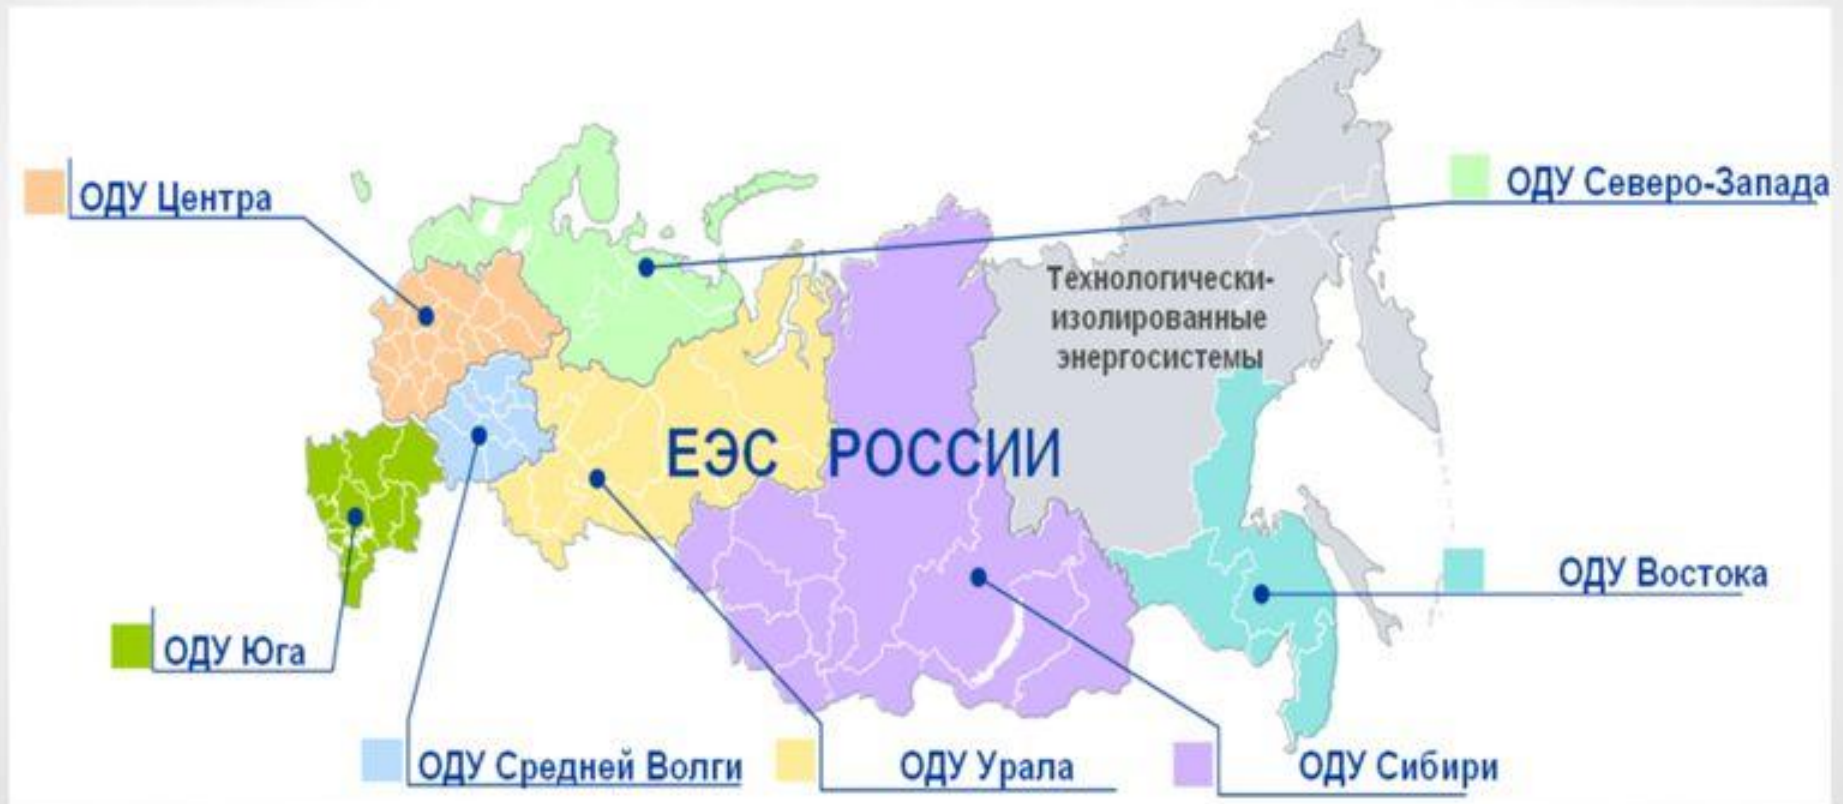 ОДУ Центра
ОДУ Северо-Запада
Технологически-
изолированные
энергосистемы
ЕЭС РОССИИ
ОДУ Востока
ОДУ Юга
ОДУ Средней Волги
ОДУ Урала
ОДУ Сибири